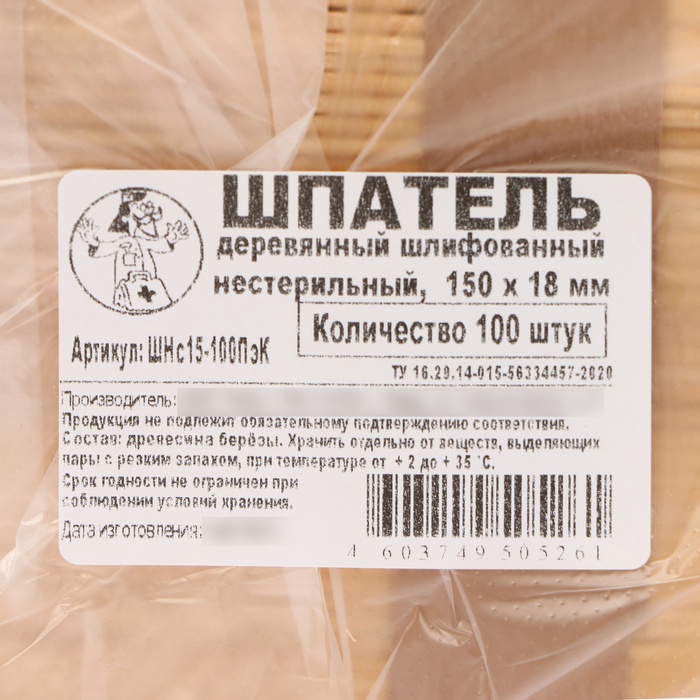 ШПАТЕЛЬ
деревянный шлифованный
нестерильный, 150 х 18 мм
Количество 100 штук
Артикул: ШНс15-100ПэК
ТУ 16.29.14-015-56334457-2020
Производитель:
Продукция не подлежит обязательному подтверждению соответствия.
Состав: древесина берёзы. Хранить отдельно от веществ, выделяющих
пары с резким запахом, при температуре от + 2 до + 35 °С.
Срок годности не ограничен при
соблюдении условий хранения.
Дата изготовления:
4 603749 505261